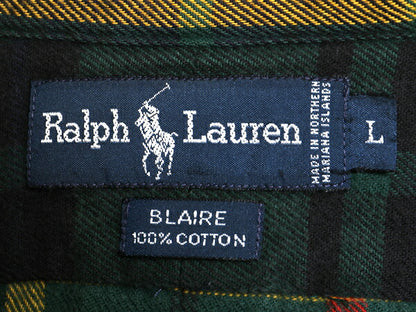 Ralph Lauren
MADE IN NORTHERN
MARIANA ISLANDS
L
BLAIRE
100% COTTON